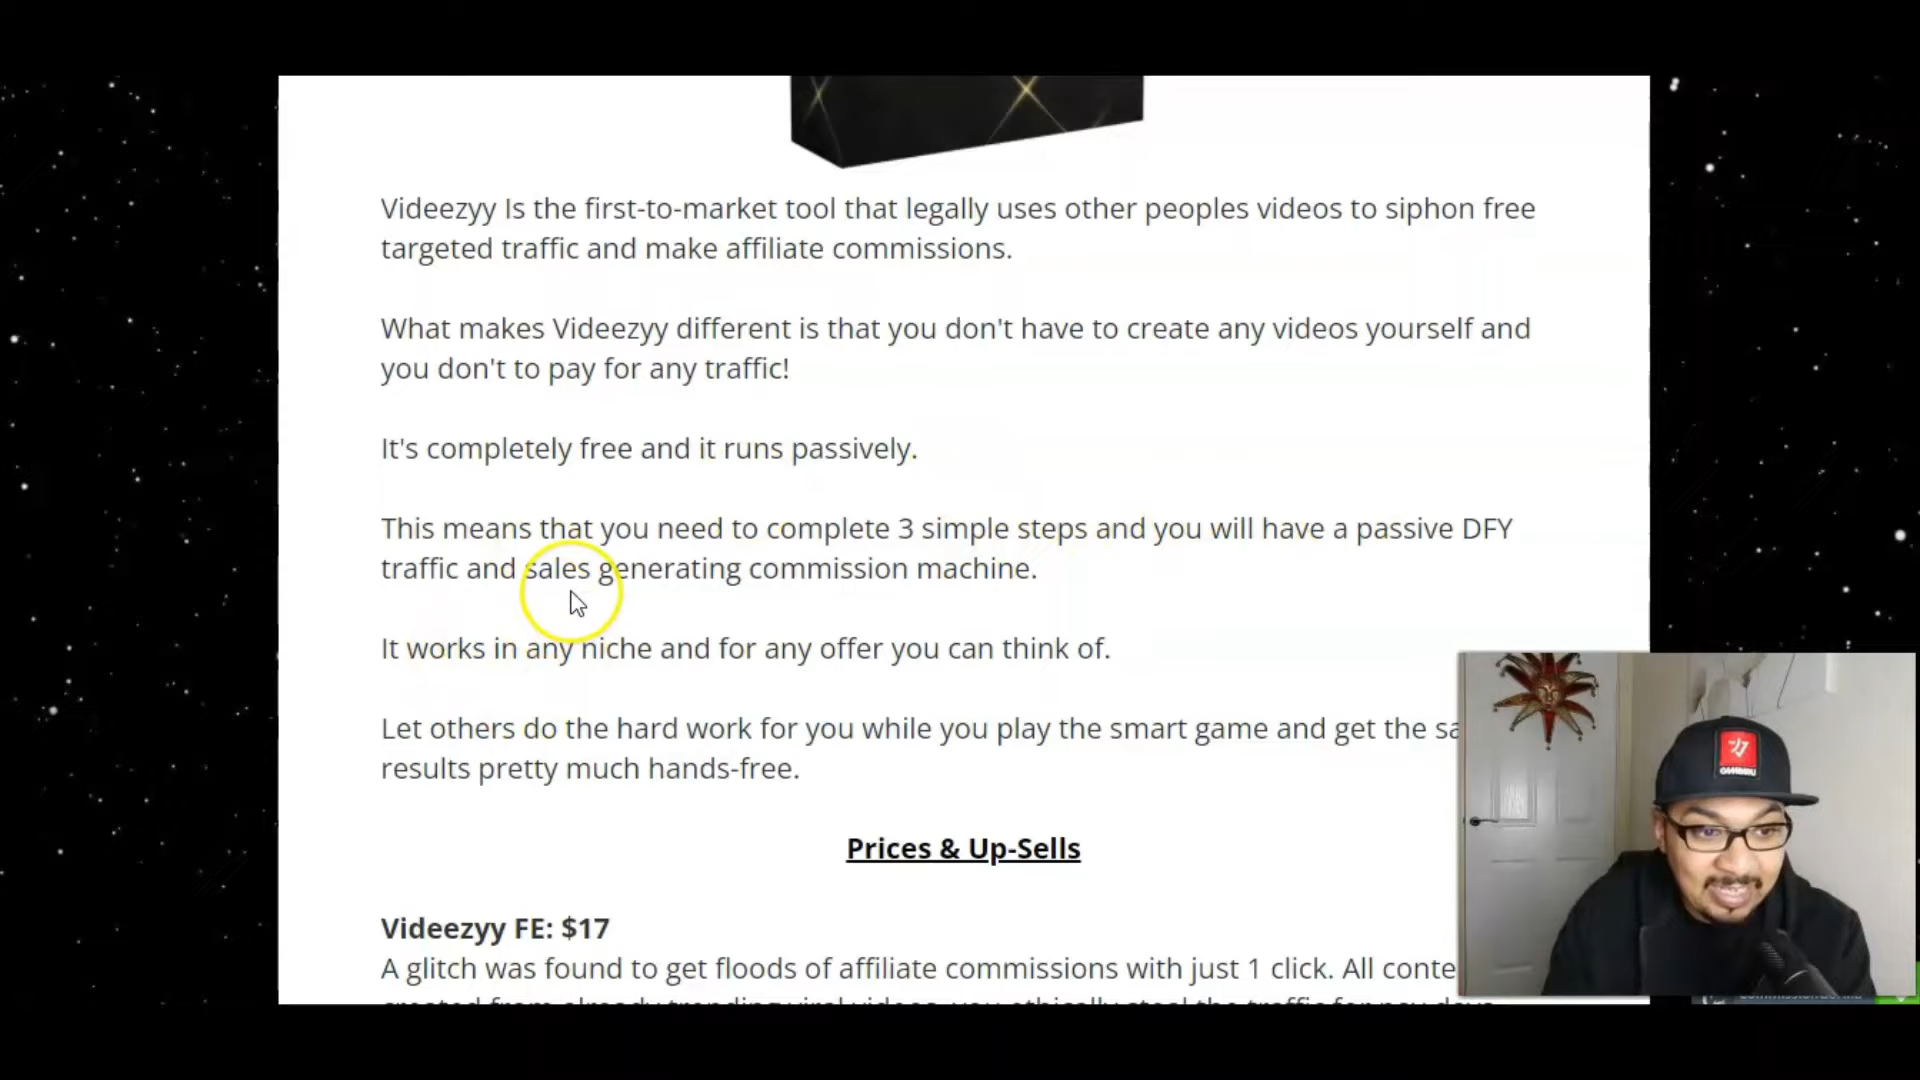 Videezyy Is the first-to-market tool that legally uses other peoples videos to siphon free
targeted traffic and make affiliate commissions.
What makes Videezyy different is that you don't have to create any videos yourself and
you don't to pay for any traffic!
It's completely free and it runs passively.
This means that you need to complete 3 simple steps and you will have a passive DFY
traffic and sales generating commission machine.
It works in any niche and for any offer you can think of.
Let others do the hard work for you while you play the smart game and get the sa
results pretty much hands-free.
Prices & Up-Sells
Videezyy FE: $17
A glitch was found to get floods of affiliate commissions with just 1 click. All conte